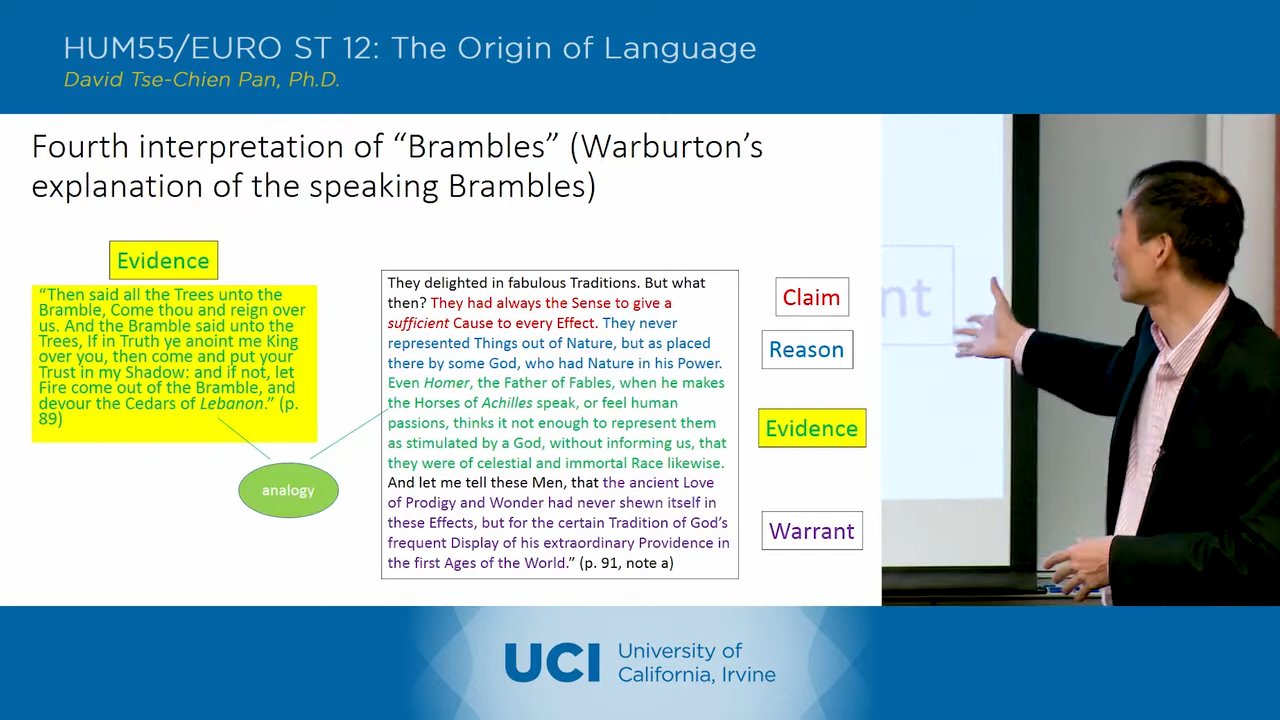 HUM55/EURO ST 12: The Origin of Language
David Tse-Chien Pan, Ph.D.
Fourth interpretation of “Brambles” (Warburton’s
explanation of the speaking Brambles)
Evidence
“Then said all the Trees unto the
Bramble, Come thou and reign over
us. And the Bramble said unto the
Trees, If in Truth ye anoint me King
over you, then come and put your
Trust in my Shadow: and if not, let
Fire come out of the Bramble, and
devour the Cedars of Lebanon.” (p.
89)
analogy
They delighted in fabulous Traditions. But what
then? They had always the Sense to give a
sufficient Cause to every Effect. They never
represented Things out of Nature, but as placed
there by some God, who had Nature in his Power.
Even Homer, the Father of Fables, when he makes
the Horses of Achilles speak, or feel human
passions, thinks it not enough to represent them
as stimulated by a God, without informing us, that
they were of celestial and immortal Race likewise.
And let me tell these Men, that the ancient Love
of Prodigy and Wonder had never shewn itself in
these Effects, but for the certain Tradition of God’s
frequent Display of his extraordinary Providence in
the first Ages of the World.” (p. 91, note a)
Claim
Reason
Evidence
Warrant
nt
UCI University of
California, Irvine